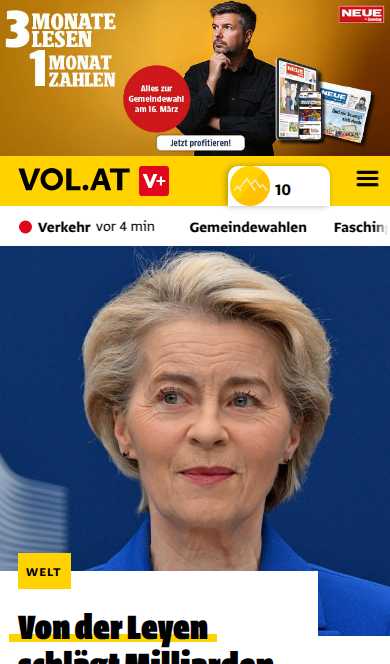 3 MONATE
LESEN
1 MONAT
ZAHLEN
NEUE
Alles zur
Gemeindewahl
am 16. März
Jetzt profitieren!
VOL.AT V+
10
Verkehr vor 4 min Gemeindewahlen Fasching
WELT
Von der Leyen
schlägt Milliarden